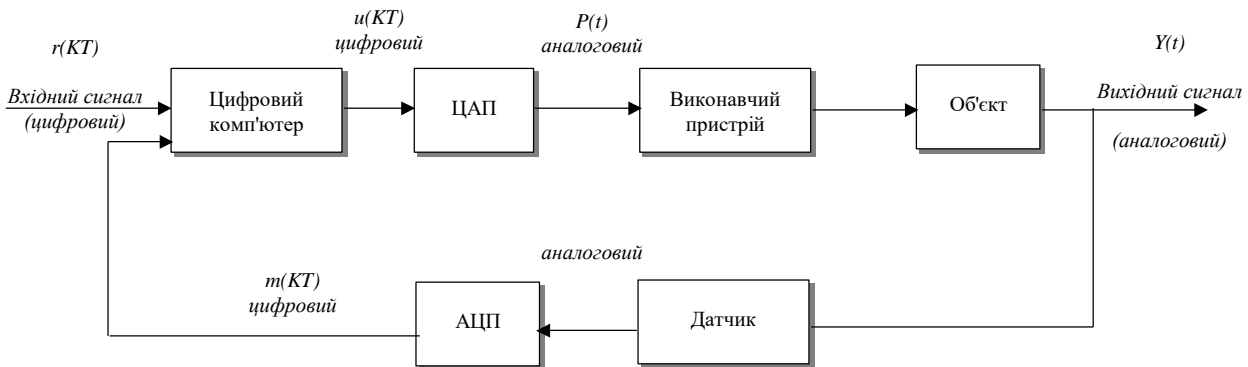 u(KT)
цифровий
P(t)
аналоговий
Y(t)
r(KT)
Вхідний сигнал
(цифровий)
Цифровий
комп'ютер
ЦАП
Виконавчий
пристрій
Об'єкт
Вихідний сигнал
(аналоговий)
аналоговий
m(KT)
цифровий
АЦП
Датчик